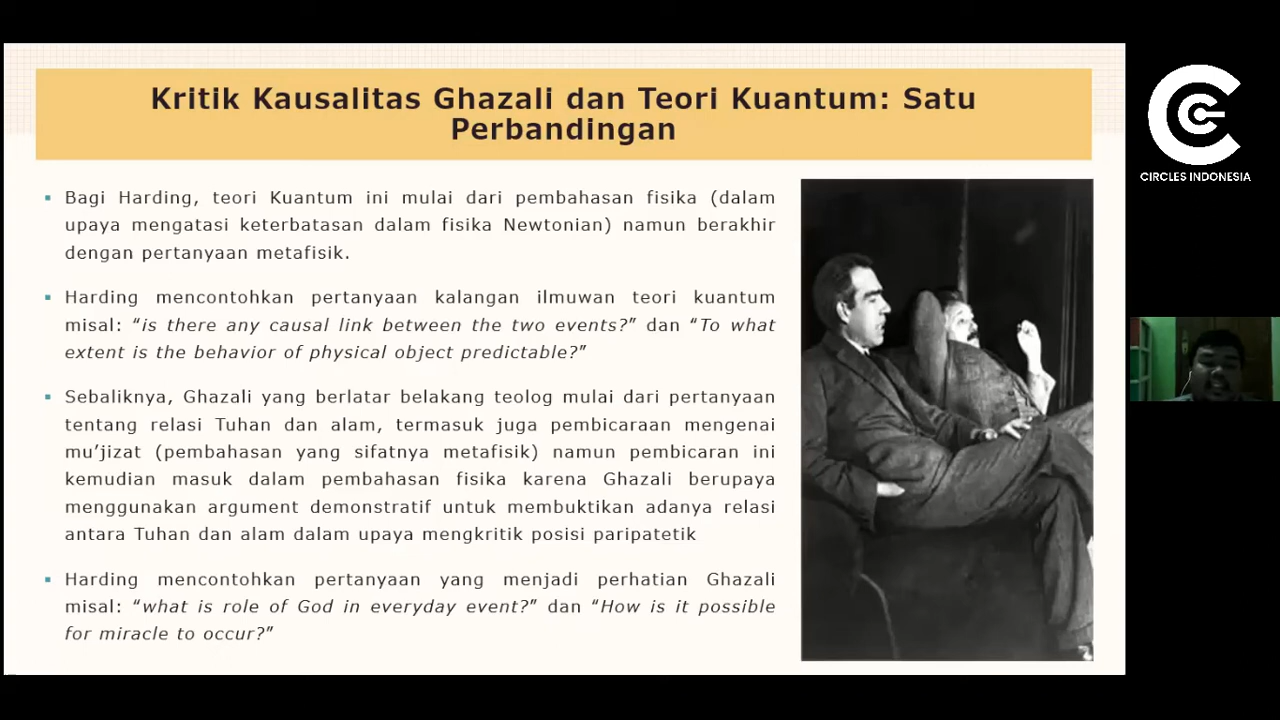 Kritik Kausalitas Ghazali dan Teori Kuantum: Satu
Perbandingan
▪ Bagi Harding, teori Kuantum ini mulai dari pembahasan fisika (dalam
upaya mengatasi keterbatasan dalam fisika Newtonian) namun berakhir
dengan pertanyaan metafisik.
▪ Harding mencontohkan pertanyaan kalangan ilmuwan teori kuantum
misal: “is there any causal link between the two events?” dan “To what
extent is the behavior of physical object predictable?”
▪ Sebaliknya, Ghazali yang berlatar belakang teolog mulai dari pertanyaan
tentang relasi Tuhan dan alam, termasuk juga pembicaraan mengenai
mu’jizat (pembahasan yang sifatnya metafisik) namun pembicaran ini
kemudian masuk dalam pembahasan fisika karena Ghazali berupaya
menggunakan argument demonstratif untuk membuktikan adanya relasi
antara Tuhan dan alam dalam upaya mengkritik posisi paripatetik
▪ Harding mencontohkan pertanyaan yang menjadi perhatian Ghazali
misal: “what is role of God in everyday event?” dan “How is it possible
for miracle to occur?”
CIRCLES INDONESIA